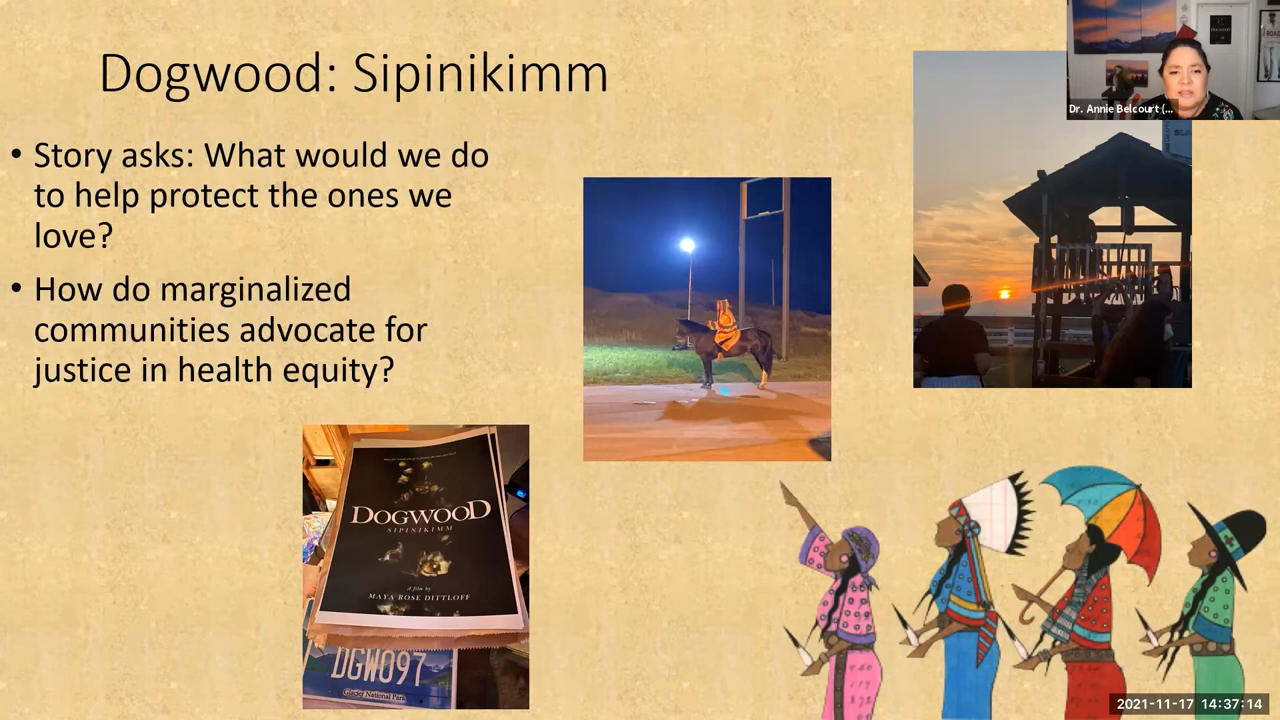 Dogwood: Sipinikimm
Dr. Annie Belcourt (...
• Story asks: What would we do
to help protect the ones we
love?
• How do marginalized
communities advocate for
justice in health equity?
DOGWOOD
SIPINIKIMM
A film by
MAYA ROSE DITTLOFF
DGW097
Glacier National Park
2021-11-17 14:37:14